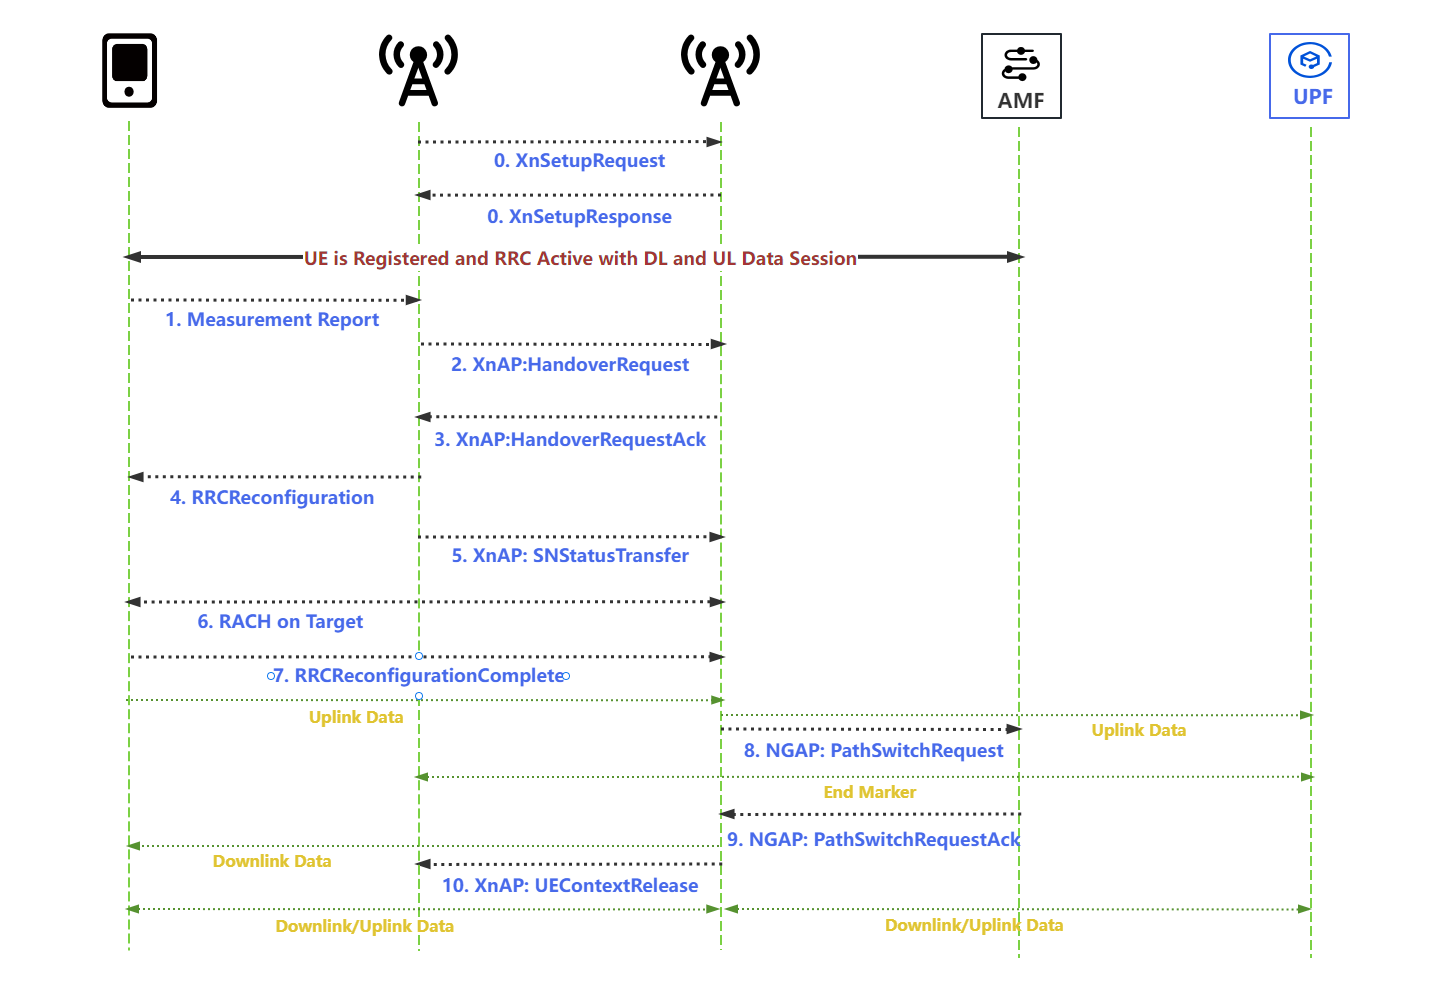 AMF
UPF
0. XnSetupRequest
0. XnSetupResponse
UE is Registered and RRC Active with DL and UL Data Session
1. Measurement Report
2. XnAP:HandoverRequest
3. XnAP:HandoverRequestAck
4. RRCReconfiguration
5. XnAP: SNStatusTransfer
6. RACH on Target
7. RRCReconfigurationComplete
Uplink Data
Uplink Data
8. NGAP: PathSwitchRequest
End Marker
9. NGAP: PathSwitchRequestAck
Downlink Data
10. XnAP: UEContextRelease
Downlink/Uplink Data
Downlink/Uplink Data